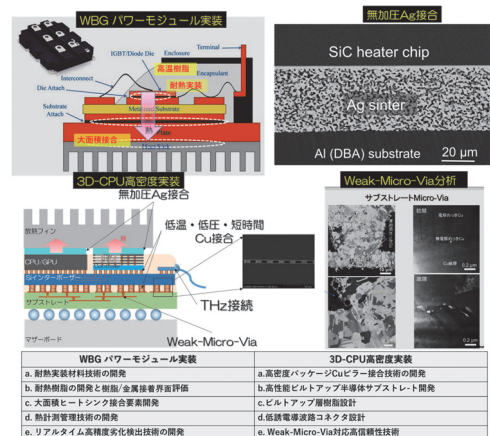 WBG パワーモジュール実装
無加圧Ag接合
Terminal
IGBT/Diode Die
Enclosure
高温樹脂
Interconnect
Encapsulant
Die Attach
耐熱実装
Substrate
Attach
Substrate
熱
大面積接合
SiC heater chip
Ag sinter
Al (DBA) substrate
20 μm
3D-CPU高密度実装
無加圧Ag接合
放熱フィン
低温・低圧・短時間
Cu接合
CPU/GPU
Siインターポーザー
THz接続
サブストレート
Weak-Micro-Via
マザーボード
Weak-Micro-Via分析
サブストレートMicro-Via
0.2 μm
0.2 μm
WBG パワーモジュール実装
3D-CPU高密度実装
a. 耐熱実装材料技術の開発
a.高密度パッケージCuピラー接合技術の開発
b. 耐熱樹脂の開発と樹脂/金属接着界面評価
b.高性能ビルトアップ半導体サブストレート開発
c. 大面積ヒートシンク接合要素開発
c.ビルトアップ層樹脂設計
d. 熱計測管理技術の開発
d.低誘電導波路コネクタ設計
e. リアルタイム高精度劣化検出技術の開発
e. Weak-Micro-Via対応高信頼性技術